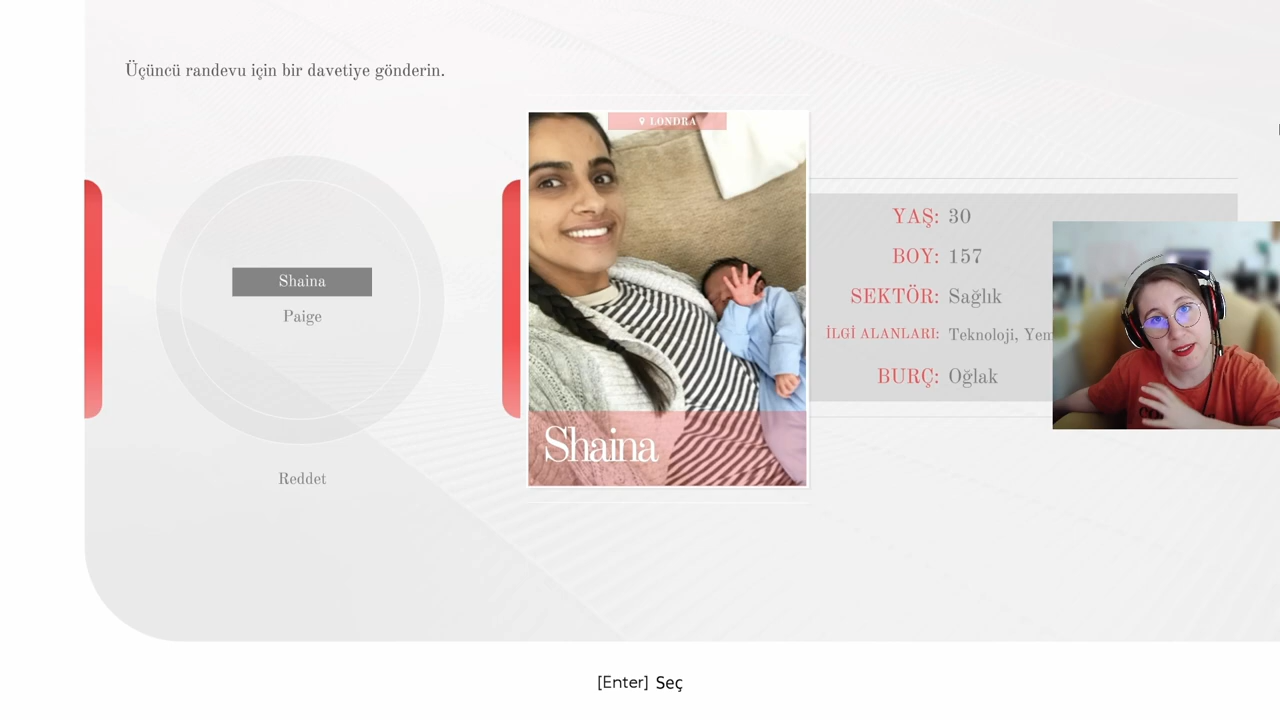 Üçüncü randevu için bir davetiye gönderin.
LONDRA
YAŞ: 30
BOY: 157
SEKTÖR: Sağlık
İLGİ ALANLARI: Teknoloji, Yem
BURÇ: Oğlak
Shaina
Paige
Reddet
Shaina
[Enter] Seç